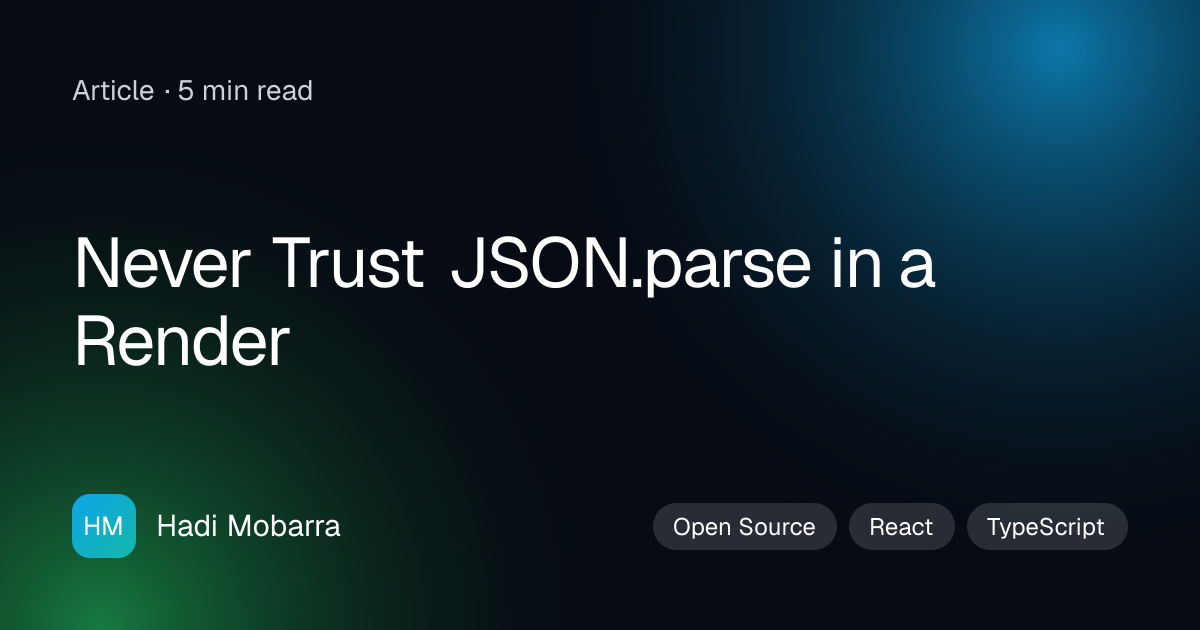 Article · 5 min read
Never Trust JSON.parse in a
Render
HM
Hadi Mobarra
Open Source
React
TypeScript